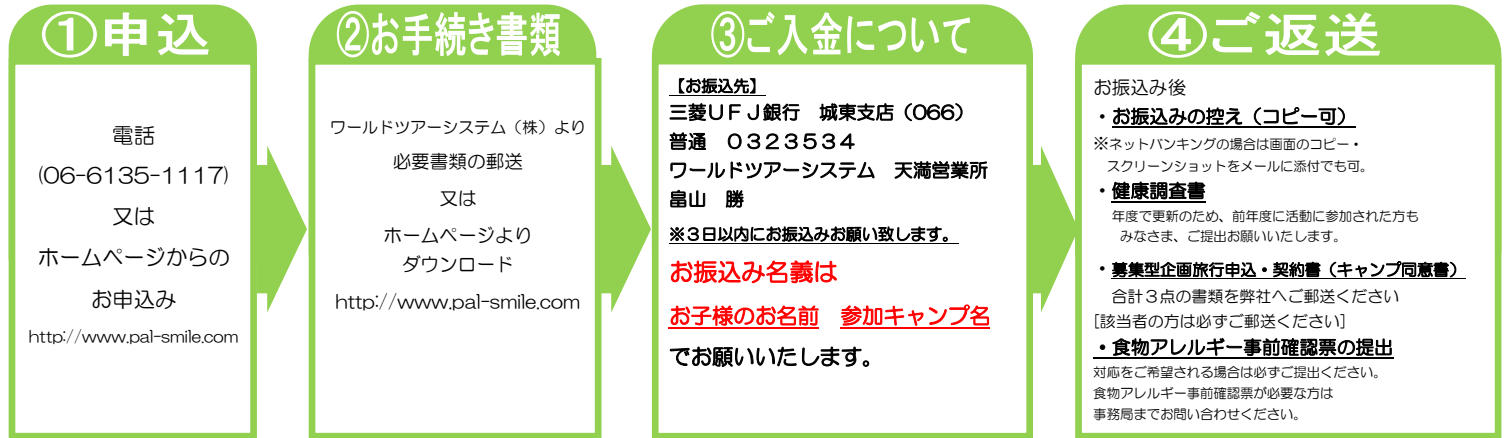 ①申込
電話
(06-6135-1117)
又は
ホームページからの
お申込み
http://www.pal-smile.com
②お手続き書類
ワールドツアーシステム（株）より
必要書類の郵送
又は
ホームページより
ダウンロード
http://www.pal-smile.com
③ご入金について
【お振込先】
三菱ＵＦＪ銀行　城東支店（066）
普通　０３２３５３４
ワールドツアーシステム　天満営業所
畠山　勝
※３日以内にお振込みお願い致します。
お振込み名義は
お子様のお名前　参加キャンプ名
でお願いいたします。
④ご返送
お振込み後
・お振込みの控え（コピー可）
※ネットバンキングの場合は画面のコピー・
スクリーンショットをメールに添付でも可。
・健康調査書
年度で更新のため、前年度に活動に参加された方も
みなさま、ご提出お願いいたします。
・募集型企画旅行申込・契約書（キャンプ同意書）
合計３点の書類を弊社へご郵送ください
[該当者の方は必ずご郵送ください]
・食物アレルギー事前確認票の提出
対応をご希望される場合は必ずご提出ください。
食物アレルギー事前確認票が必要な方は
事務局までお問い合わせください。